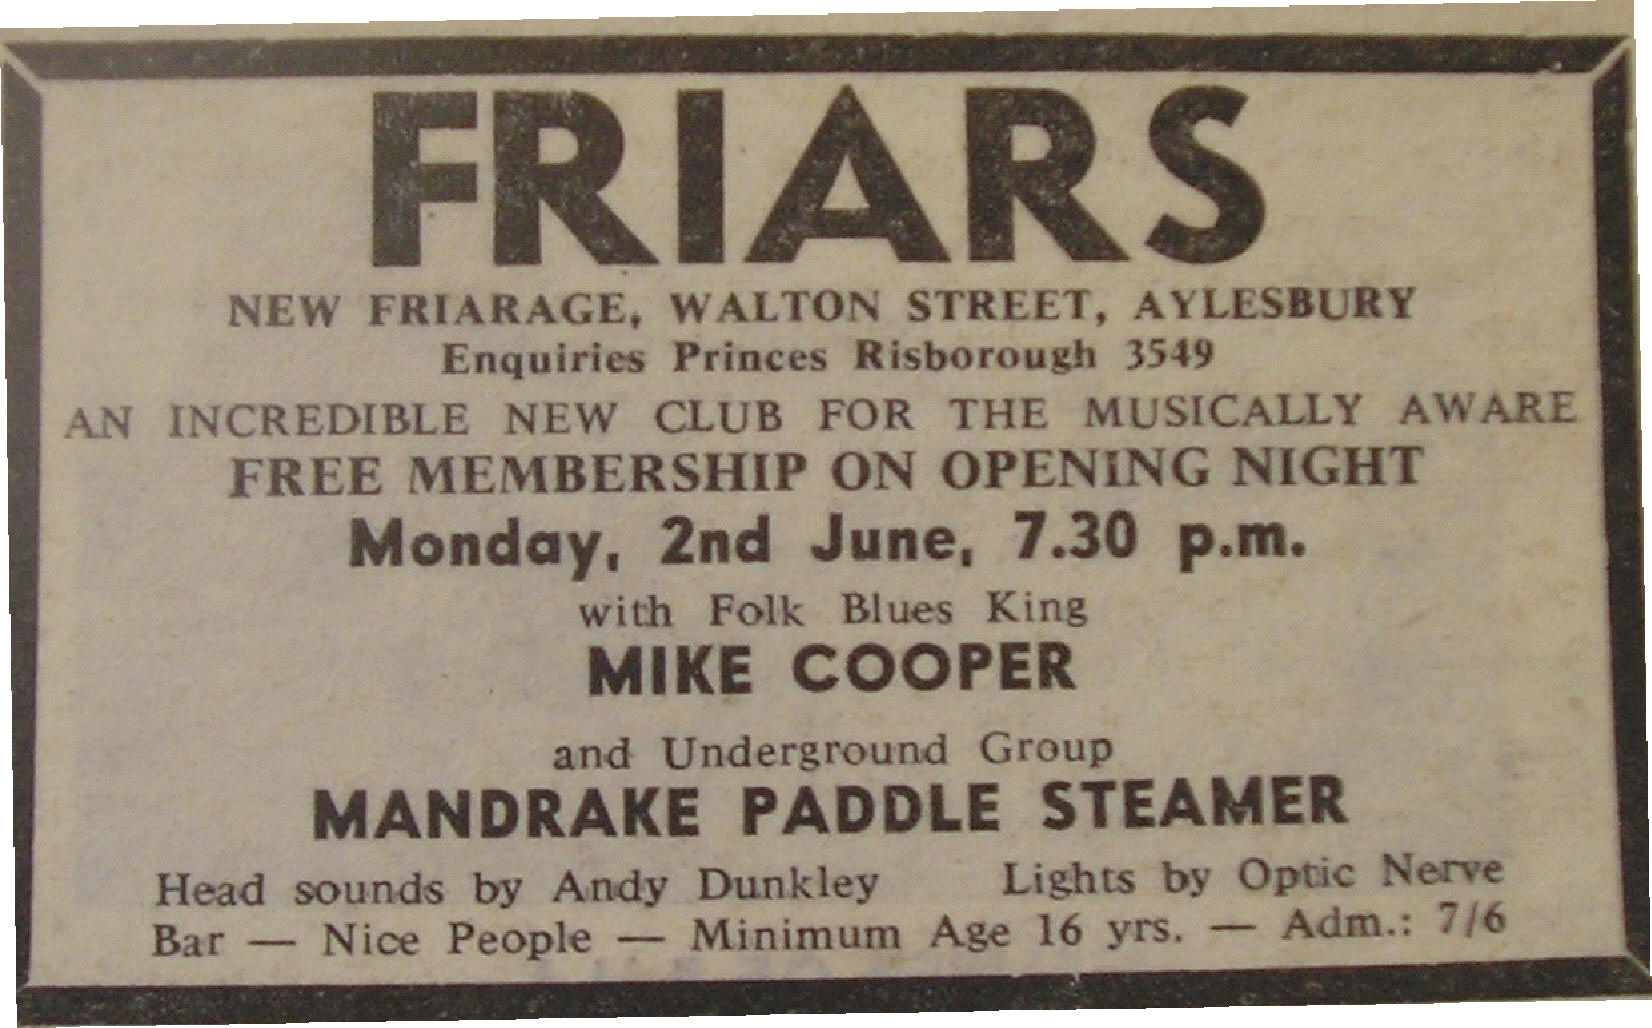 FRIARS
NEW FRIARAGE, WALTON STREET, AYLESBURY
Enquiries Princes Risborough 3549
AN INCREDIBLE NEW CLUB FOR THE MUSICALLY AWARE
FREE MEMBERSHIP ON OPENING NIGHT
Monday, 2nd June, 7.30 p.m.
with Folk Blues King
MIKE COOPER
and Underground Group
MANDRAKE PADDLE STEAMER
Head sounds by Andy Dunkley Lights by Optic Nerve
Bar — Nice People — Minimum Age 16 yrs. — Adm.: 7/6